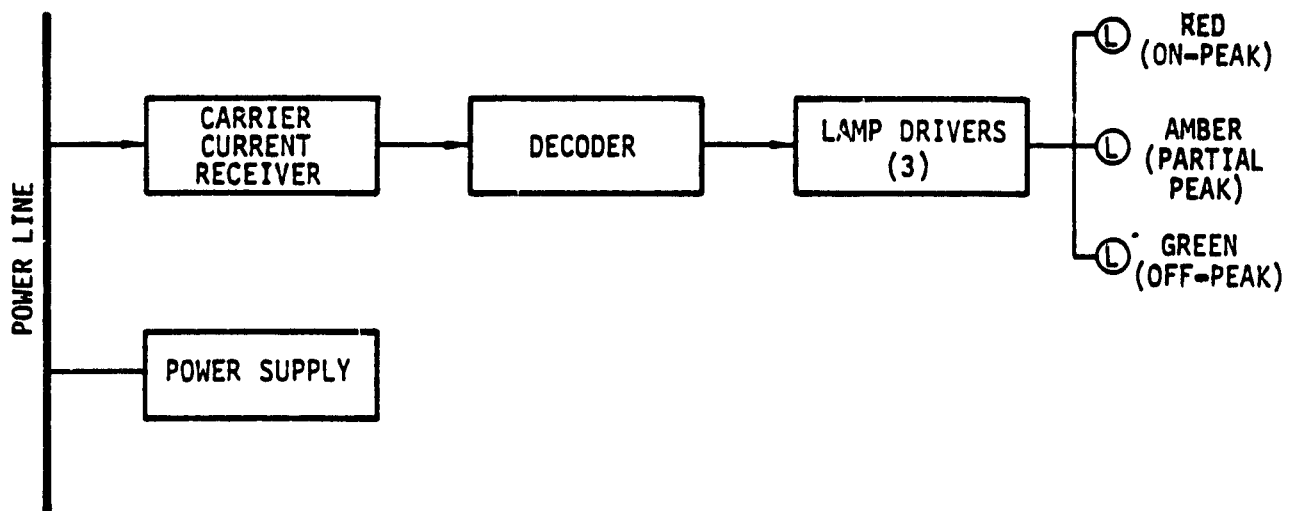 POWER LINE
CARRIER
CURRENT
RECEIVER
DECODER
LAMP DRIVERS
(3)
L
RED
(ON-PEAK)
L
AMBER
(PARTIAL
PEAK)
L
GREEN
(OFF-PEAK)
POWER SUPPLY